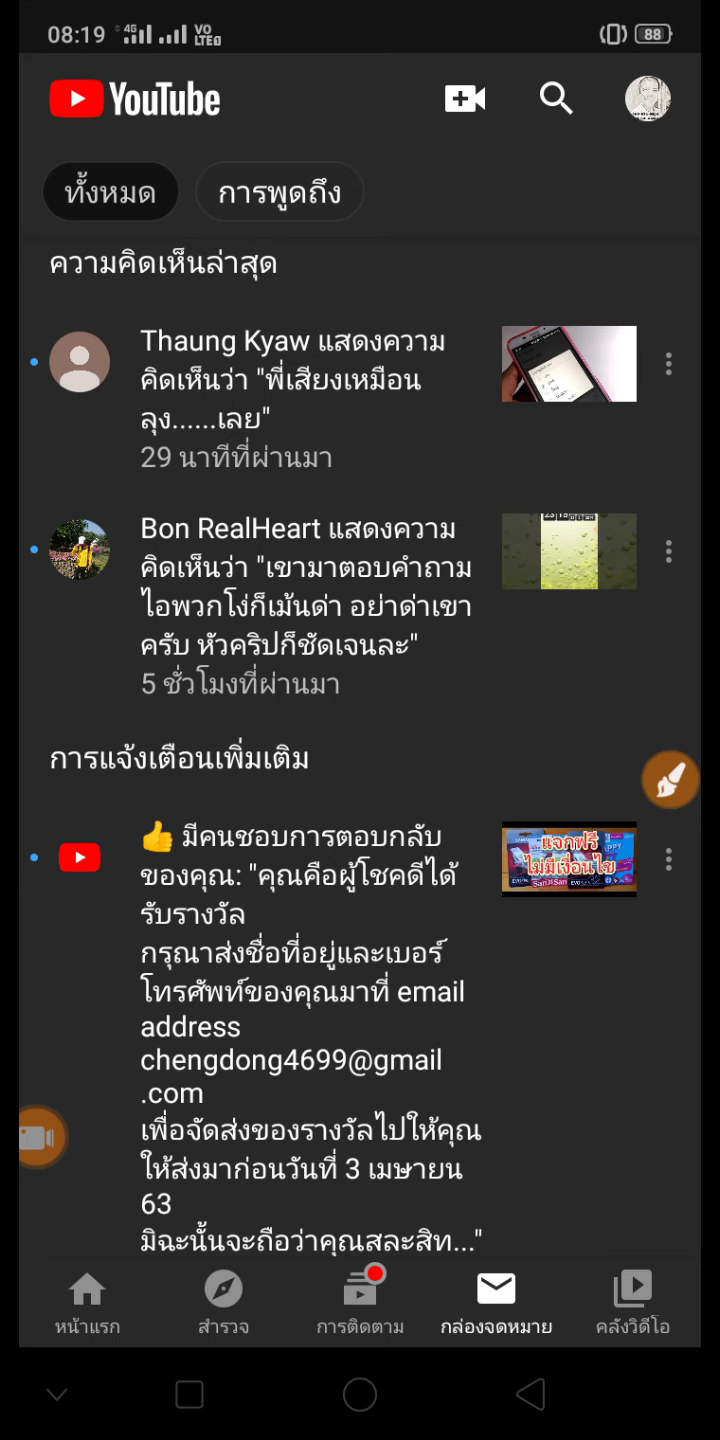 08:19 4G VO LTE 88
YouTube
ทั้งหมด การพูดถึง
ความคิดเห็นล่าสุด
Thaung Kyaw แสดงความ
คิดเห็นว่า "พี่เสียงเหมือน
ลุง......เลย"
29 นาทีที่ผ่านมา
Bon RealHeart แสดงความ
คิดเห็นว่า "เขามาตอบคำถาม
ไอพวกโง่ก็เม้นด่า อย่าด่าเขา
ครับ หัวคริปก็ชัดเจนละ"
5 ชั่วโมงที่ผ่านมา
การแจ้งเตือนเพิ่มเติม
👍 มีคนชอบการตอบกลับ
ของคุณ: "คุณคือผู้โชคดีได้
รับรางวัล
กรุณาส่งชื่อที่อยู่และเบอร์
โทรศัพท์ของคุณมาที่ email
address
chengdong4699@gmail
.com
เพื่อจัดส่งของรางวัลไปให้คุณ
ให้ส่งมาก่อนวันที่ 3 เมษายน
63
มิฉะนั้นจะถือว่าคุณสละสิท..."
แจกฟรี
ไม่มีเงื่อนไข
หน้าแรก สำรวจ การติดตาม กล่องจดหมาย คลังวิดีโอ